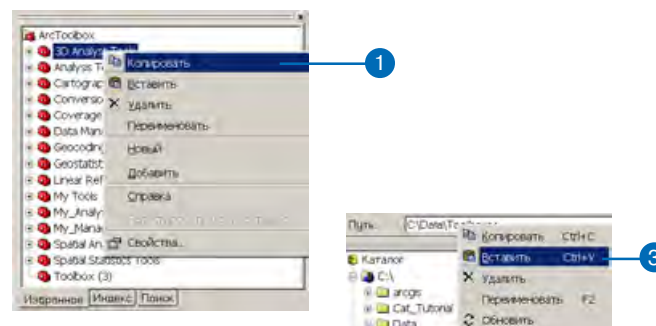 ArcToolbox
3D Analyst Tools
Analysis T
Cartograp
Conversio
Coverage
Data Man
Geocoding
Geostatist
Linear Ref
My Tools
My_Analy
My_Mana
Spatial An
Spatial Statistics Tools
Toolbox (3)
Избранное Индекс Поиск
Копировать
Вставить
Удалить
Переименовать
Новый
Добавить
Справка
Свойства...
1
Путь: C:\Data\
Каталог
C:\
arcgis
Cat_Tutorial
Data
Копировать Ctrl+C
Вставить Ctrl+V
Удалить
Переименовать F2
Обновить
3